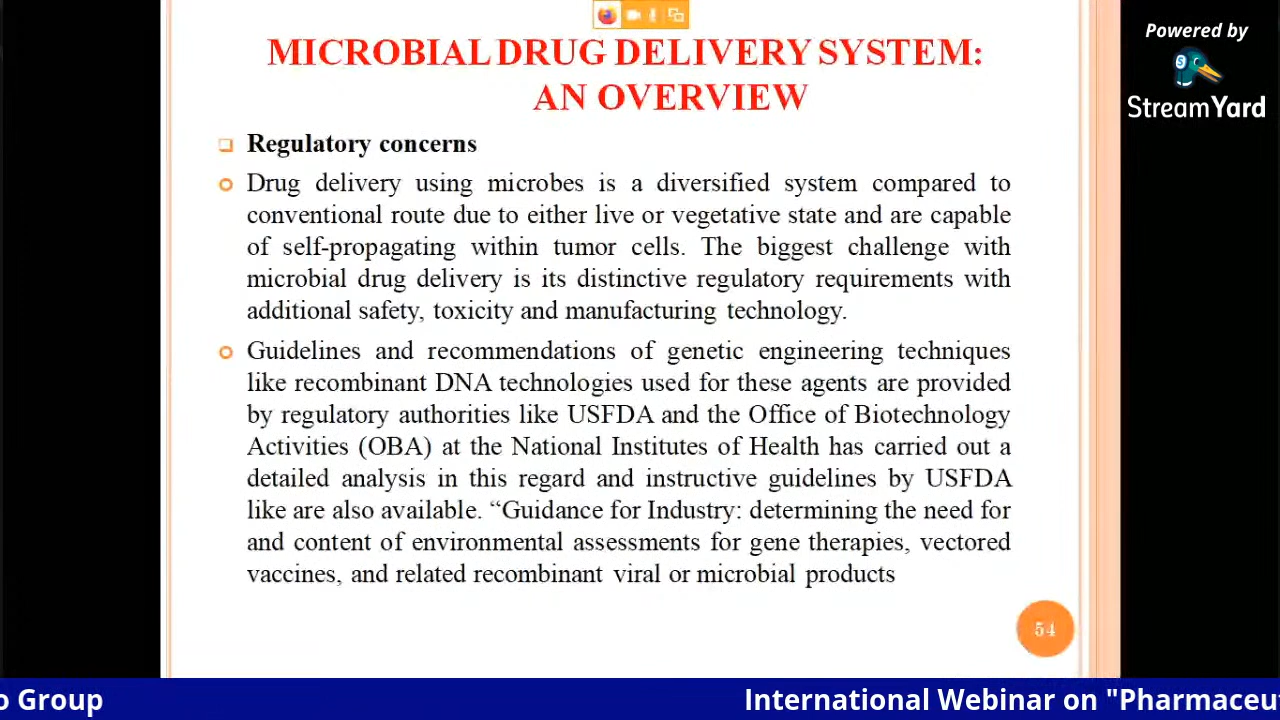 MICROBIAL DRUG DELIVERY SYSTEM:
AN OVERVIEW
Powered by
StreamYard
Regulatory concerns
Drug delivery using microbes is a diversified system compared to
conventional route due to either live or vegetative state and are capable
of self-propagating within tumor cells. The biggest challenge with
microbial drug delivery is its distinctive regulatory requirements with
additional safety, toxicity and manufacturing technology.
Guidelines and recommendations of genetic engineering techniques
like recombinant DNA technologies used for these agents are provided
by regulatory authorities like USFDA and the Office of Biotechnology
Activities (OBA) at the National Institutes of Health has carried out a
detailed analysis in this regard and instructive guidelines by USFDA
like are also available. “Guidance for Industry: determining the need for
and content of environmental assessments for gene therapies, vectored
vaccines, and related recombinant viral or microbial products
54
o Group
International Webinar on "Pharmaceu